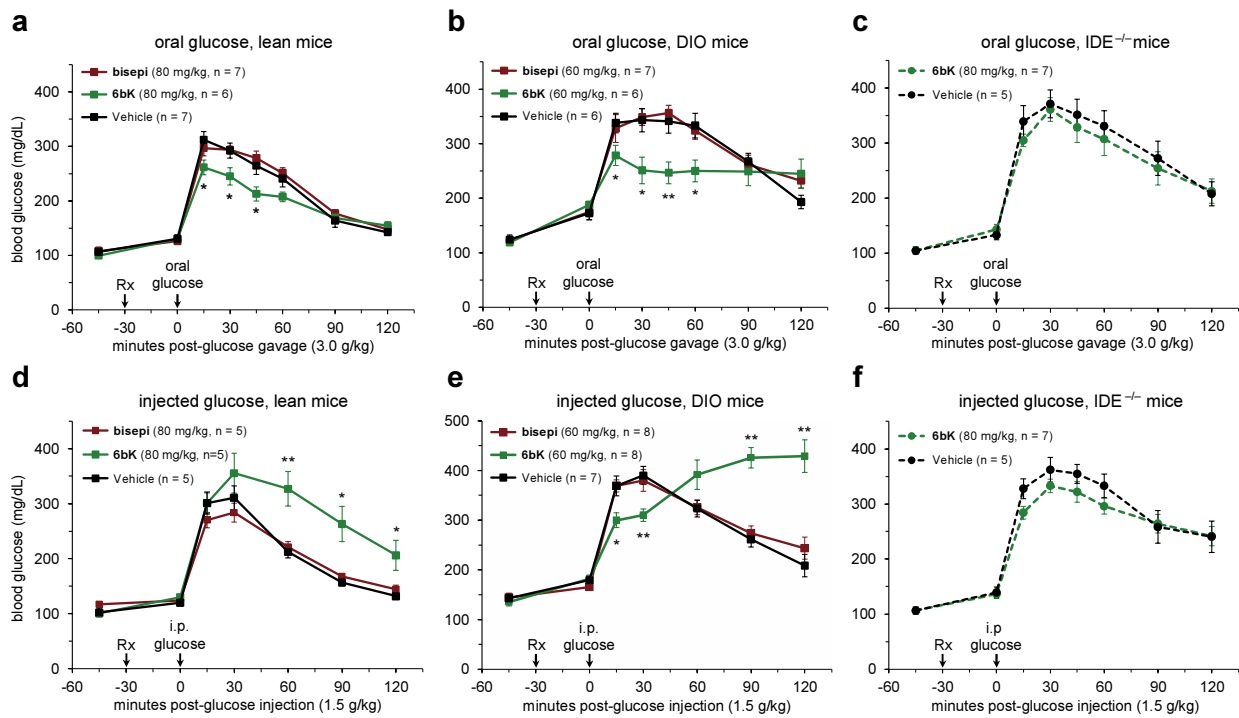 a
oral glucose, lean mice
bisepi (80 mg/kg, n = 7)
6bK (80 mg/kg, n = 6)
Vehicle (n = 7)
blood glucose (mg/dL)
400
300
200
100
0
Rx
oral
glucose
-60 -30 0 30 60 90 120
minutes post-glucose gavage (3.0 g/kg)
* * *
b
oral glucose, DIO mice
bisepi (60 mg/kg, n = 7)
6bK (60 mg/kg, n = 6)
Vehicle (n = 6)
400
300
200
100
0
Rx
oral
glucose
-60 -30 0 30 60 90 120
minutes post-glucose gavage (3.0 g/kg)
* * ** *
c
oral glucose, IDE–/– mice
6bK (80 mg/kg, n = 7)
Vehicle (n = 5)
400
300
200
100
0
Rx
oral
glucose
-60 -30 0 30 60 90 120
minutes post-glucose gavage (3.0 g/kg)
d
injected glucose, lean mice
bisepi (80 mg/kg, n = 5)
6bK (80 mg/kg, n=5)
Vehicle (n = 5)
blood glucose (mg/dL)
400
300
200
100
0
** * *
Rx
i.p.
glucose
-60 -30 0 30 60 90 120
minutes post-glucose injection (1.5 g/kg)
e
injected glucose, DIO mice
bisepi (60 mg/kg, n = 8)
6bK (60 mg/kg, n = 8)
Vehicle (n = 7)
500
400
300
200
100
0
* ** ** **
Rx
i.p.
glucose
-60 -30 0 30 60 90 120
minutes post-glucose injection (1.5 g/kg)
f
injected glucose, IDE–/– mice
6bK (80 mg/kg, n = 7)
Vehicle (n = 5)
400
300
200
100
0
Rx
i.p
glucose
-60 -30 0 30 60 90 120
minutes post-glucose injection (1.5 g/kg)